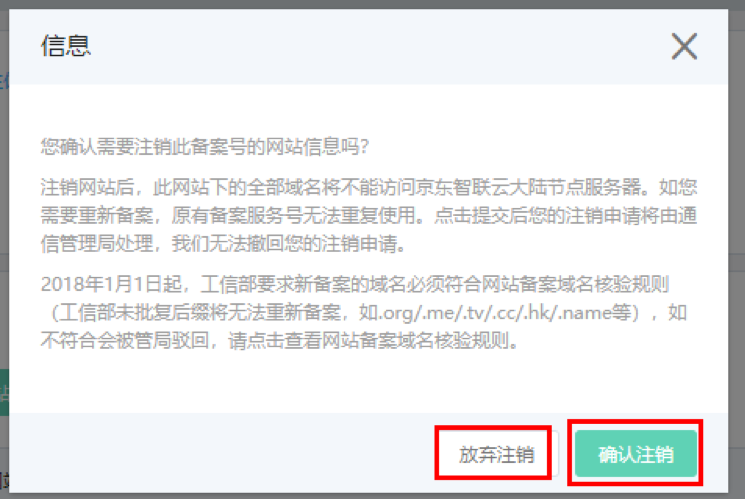 信息
您确认需要注销此备案号的网站信息吗？
注销网站后，此网站下的全部域名将不能访问京东智联云大陆节点服务器。如您
需要重新备案，原有备案服务号无法重复使用。点击提交后您的注销申请将由通
信管理局处理，我们无法撤回您的注销申请。
2018年1月1日起，工信部要求新备案的域名必须符合网站备案域名核验规则
（工信部未批复后缀将无法重新备案，如.org/.me/.tv/.cc/.hk/.name等），如
不符合会被管局驳回，请点击查看网站备案域名核验规则。
放弃注销
确认注销